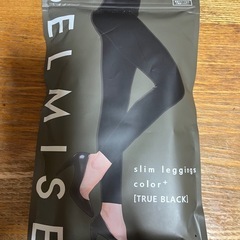 ELMISE
slim leggings
color⁺
[TRUE BLACK]